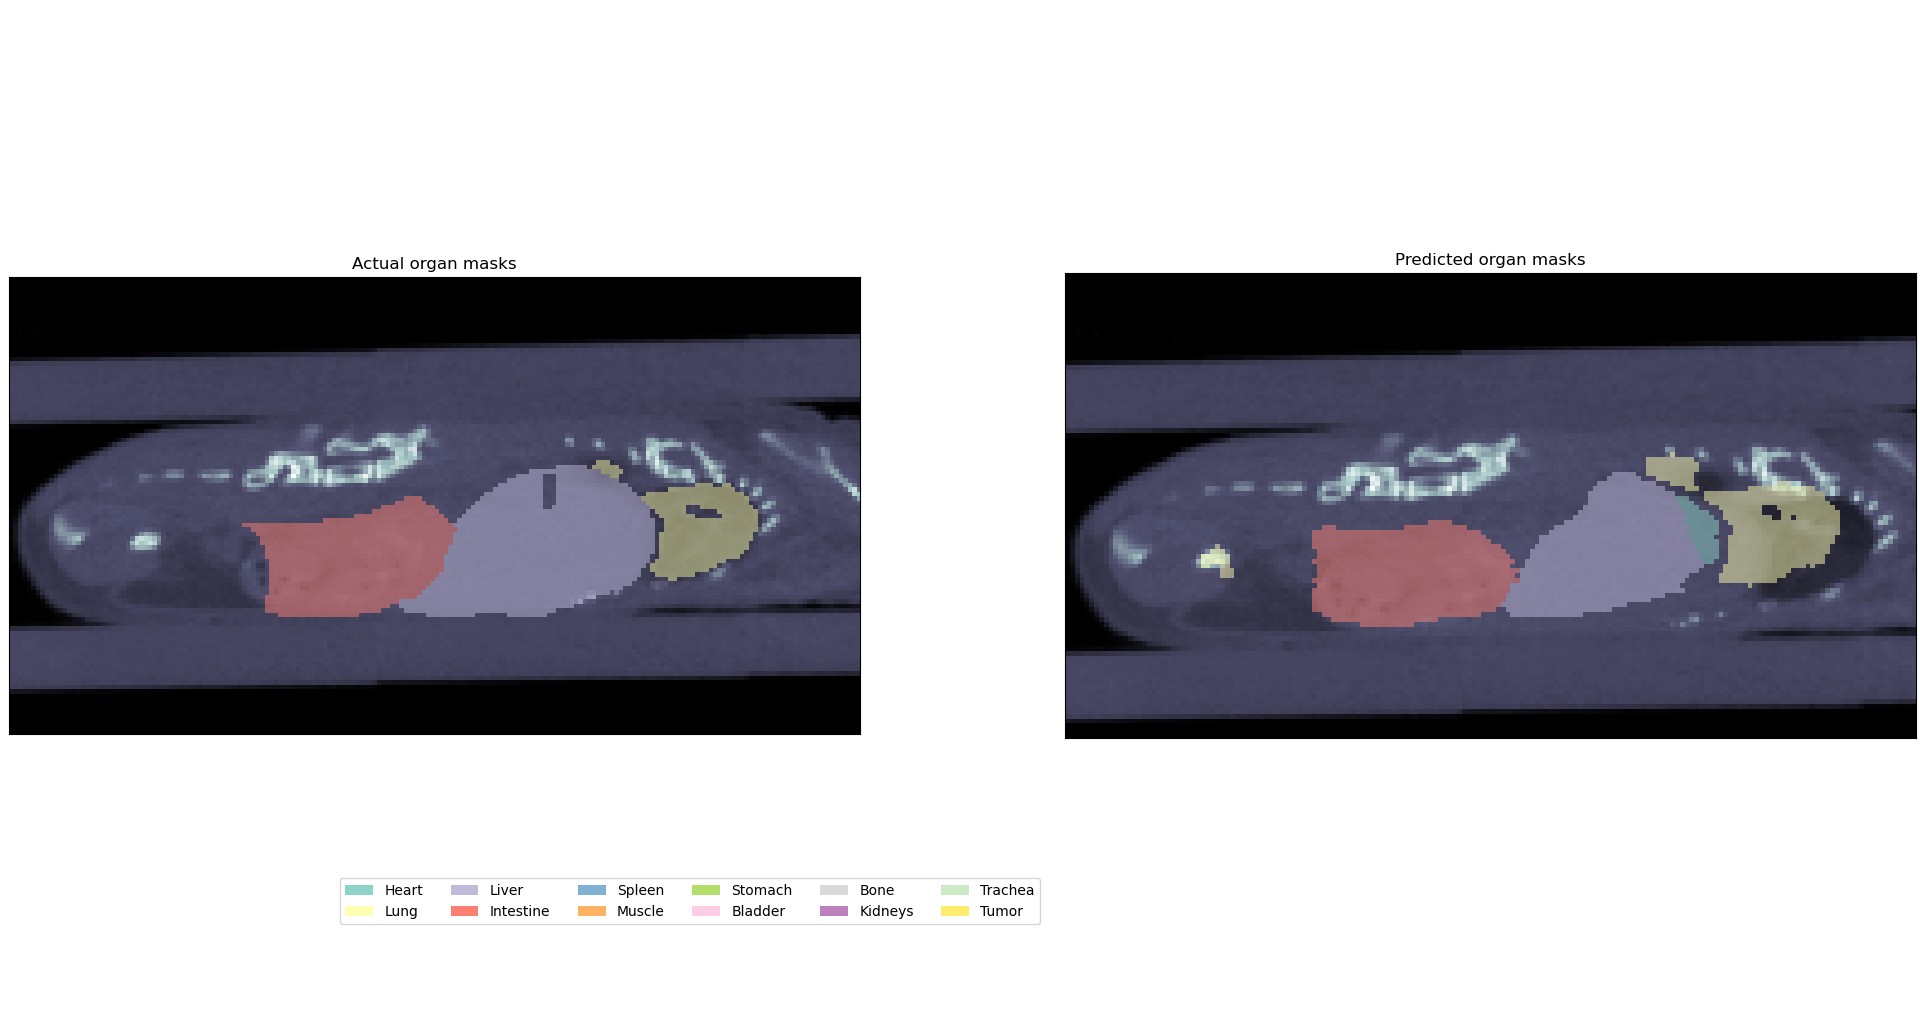 Actual organ masks
Predicted organ masks
Heart Liver Spleen Stomach Bone Trachea
Lung Intestine Muscle Bladder Kidneys Tumor